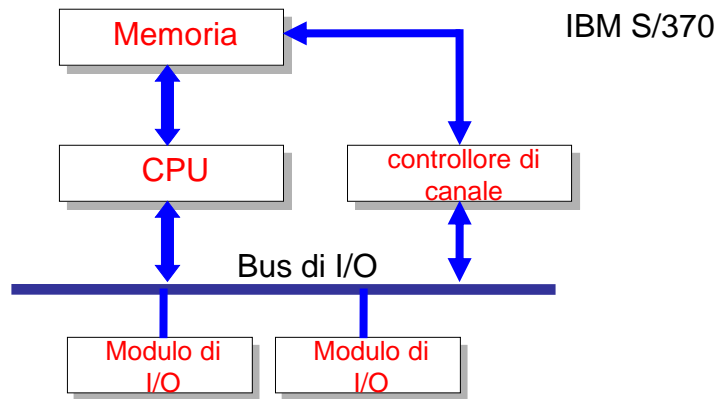 Memoria
IBM S/370
CPU
controllore di
canale
Bus di I/O
Modulo di
I/O
Modulo di
I/O